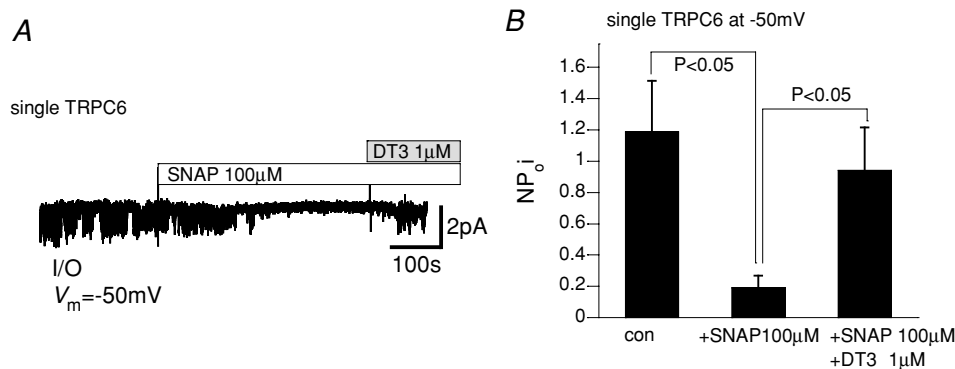 A
single TRPC6
DT3 1μM
SNAP 100μM
2pA
100s
I/O
Vm=-50mV
B
single TRPC6 at -50mV
P<0.05
P<0.05
NPoi
1.6
1.4
1.2
1
0.8
0.6
0.4
0.2
0
con
+SNAP100μM
+SNAP 100μM
+DT3 1μM